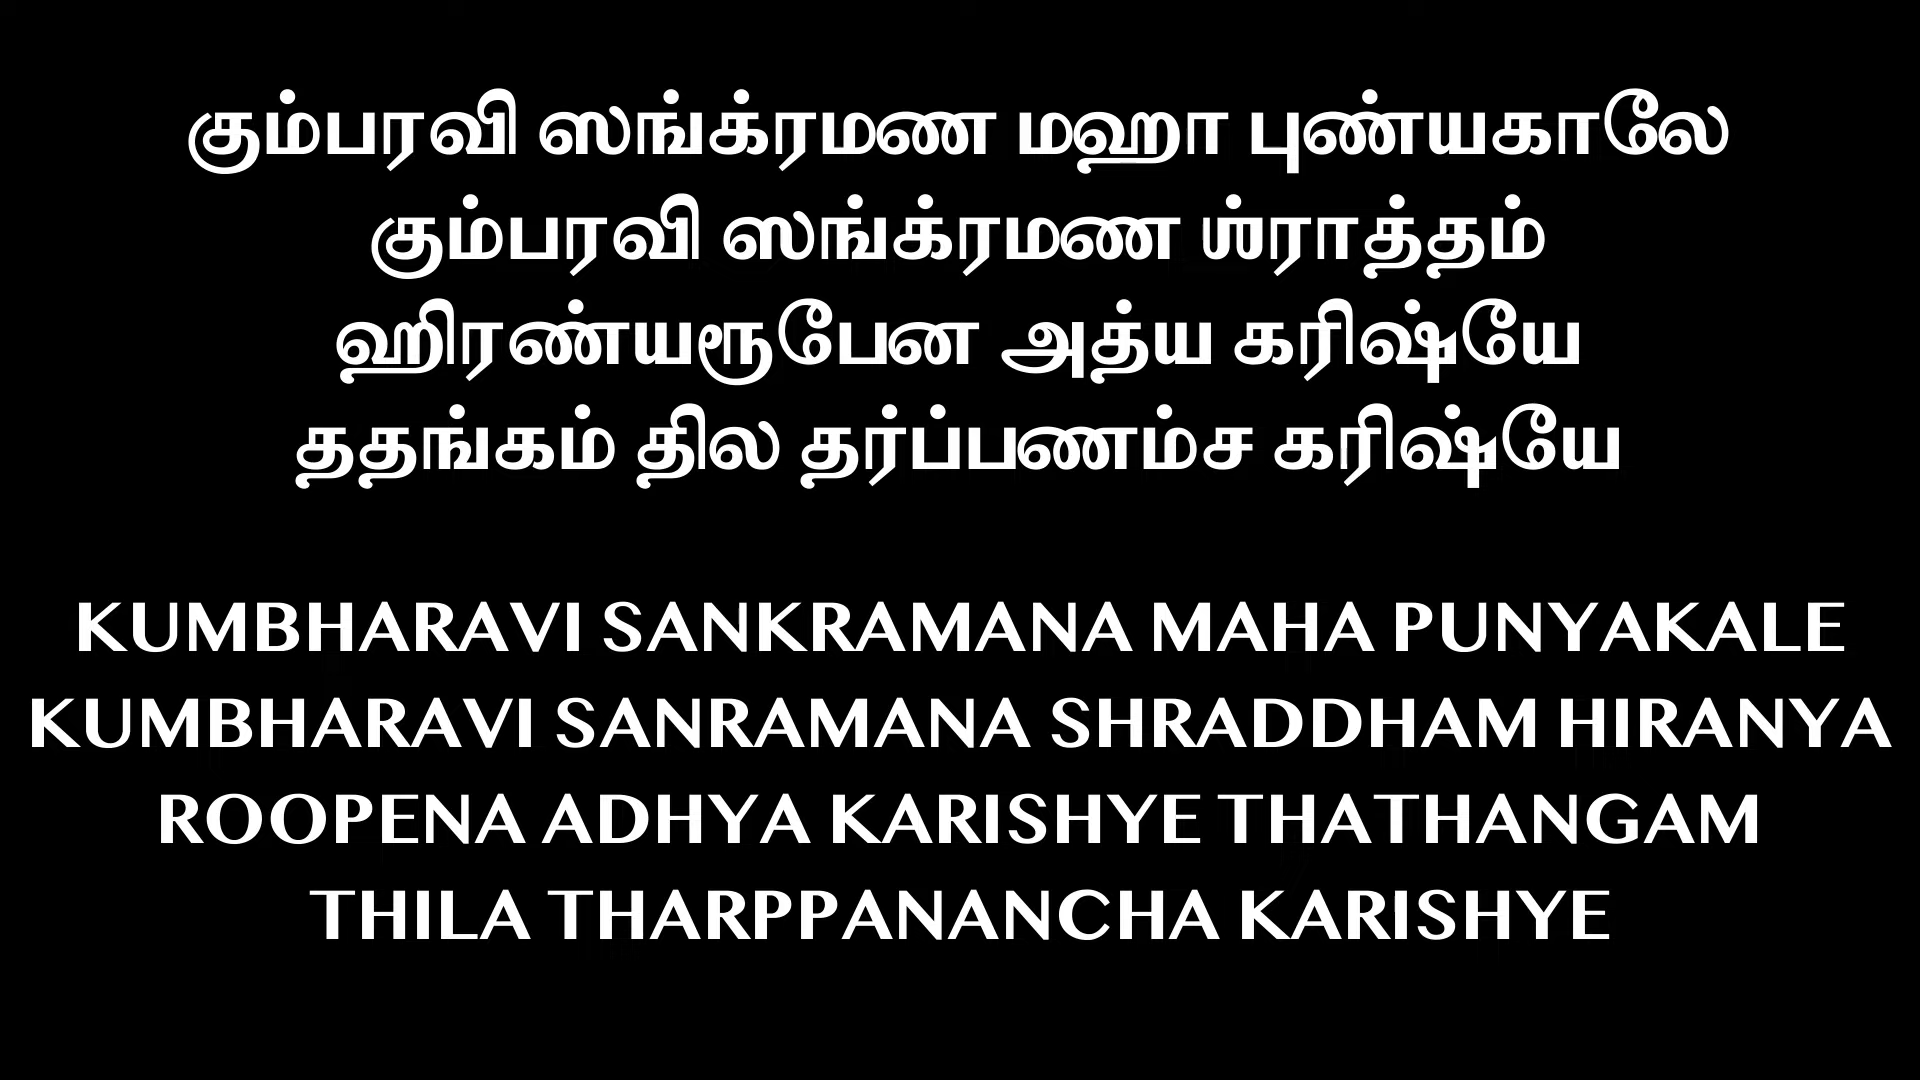 கும்பரவி ஸங்க்ரமண மஹா புண்யகாலே
கும்பரவி ஸங்க்ரமண ஶ்ராத்தம்
ஹிரண்யரூபேன அத்ய கரிஷ்யே
ததங்கம் தில தர்ப்பணம்ச கரிஷ்யே
KUMBHARAVI SANKRAMANA MAHA PUNYAKALE
KUMBHARAVI SANRAMANA SHRADDHAM HIRANYA
ROOPENA ADHYA KARISHYE THATHANGAM
THILA THARPPANANCHA KARISHYE